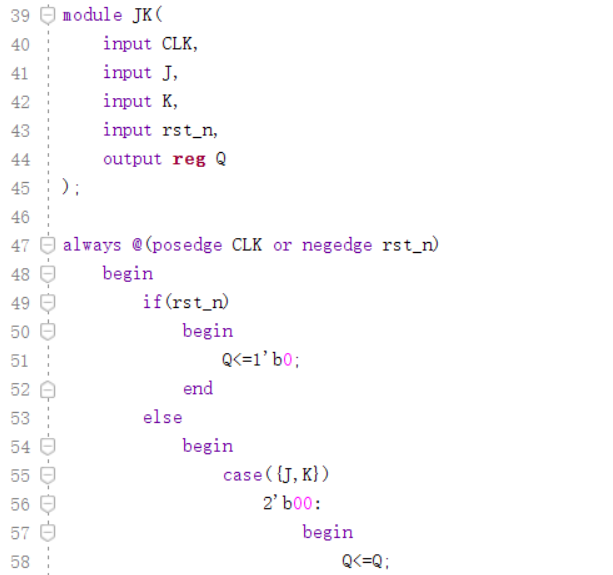 39 module JK(
40     input CLK,
41     input J,
42     input K,
43     input rst_n,
44     output reg Q
45 );
46
47 always @(posedge CLK or negedge rst_n)
48     begin
49         if(rst_n)
50             begin
51                 Q<=1'b0;
52             end
53         else
54             begin
55                 case({J,K})
56                     2'b00:
57                         begin
58                             Q<=Q;